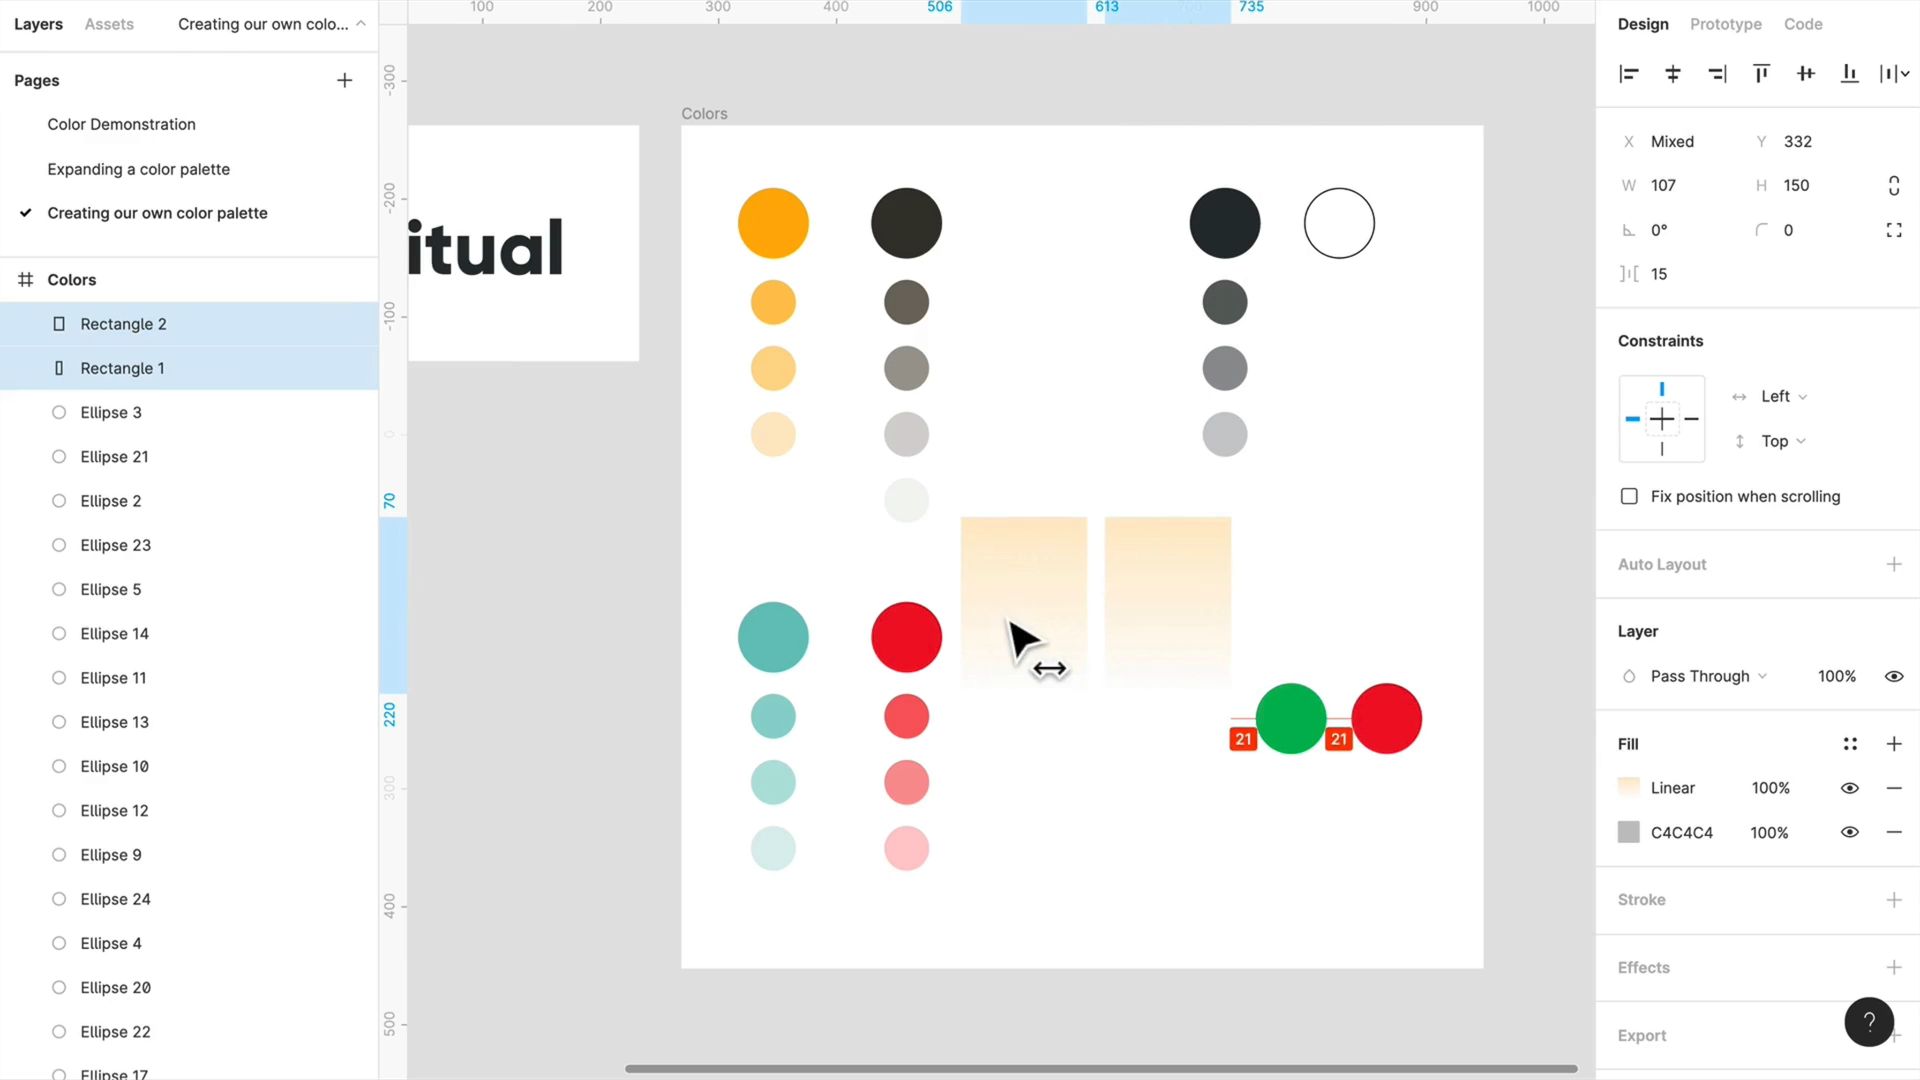 Layers
Assets
Creating our own colo...
Pages
Color Demonstration
Expanding a color palette
Creating our own color palette
Colors
Rectangle 2
Rectangle 1
Ellipse 3
Ellipse 21
Ellipse 2
Ellipse 23
Ellipse 5
Ellipse 14
Ellipse 11
Ellipse 13
Ellipse 10
Ellipse 12
Ellipse 9
Ellipse 24
Ellipse 4
Ellipse 20
Ellipse 22
Ellipse 17
100 200 300 400 506 613 735 900 1000
-300
-200
-100
0
70
220
300
400
500
itual
Colors
21
21
Design
Prototype
Code
X Mixed Y 332
W 107 H 150
0° 0
15
Constraints
Left
Top
Fix position when scrolling
Auto Layout
Layer
Pass Through 100%
Fill
Linear 100%
C4C4C4 100%
Stroke
Effects
Export
?